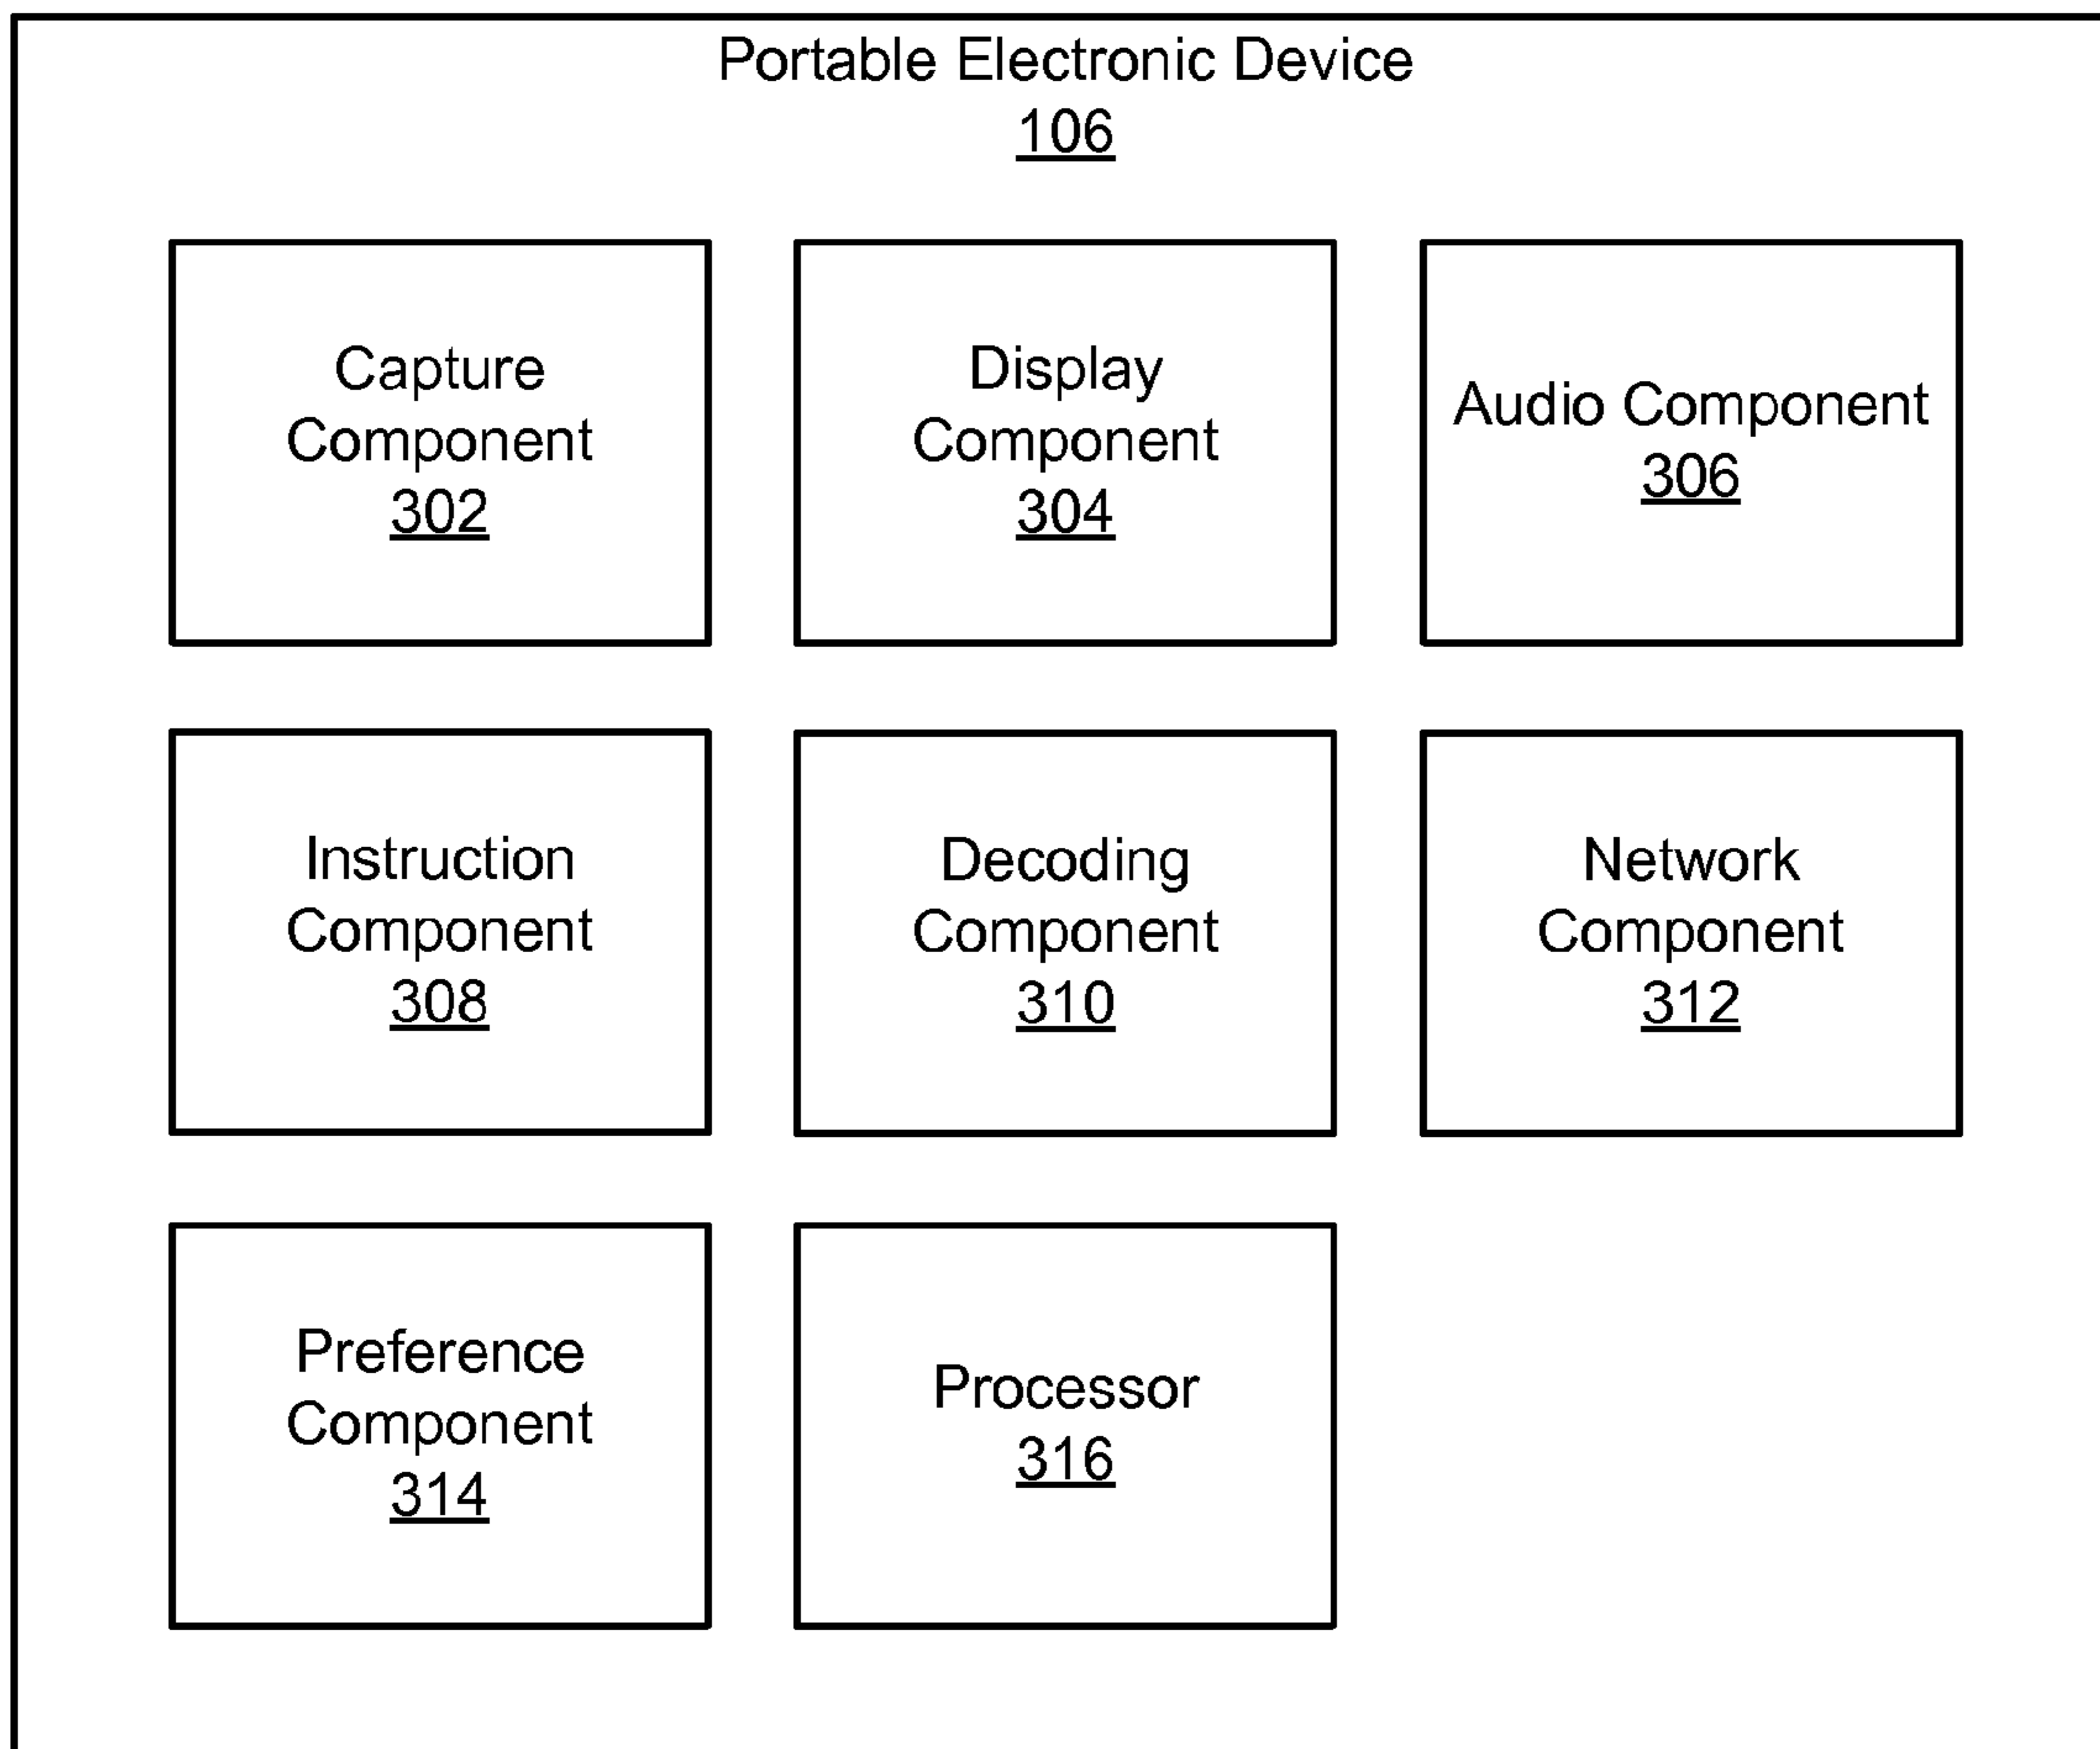 Portable Electronic Device
106
Capture
Component
302
Display
Component
304
Audio Component
306
Instruction
Component
308
Decoding
Component
310
Network
Component
312
Preference
Component
314
Processor
316